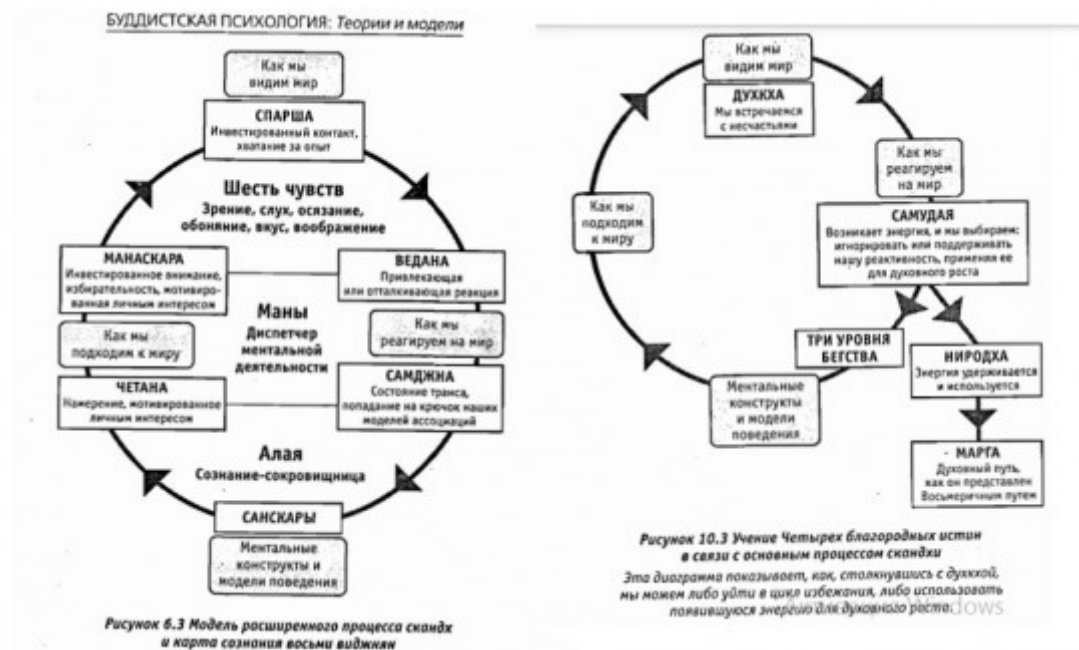 БУДДИСТСКАЯ ПСИХОЛОГИЯ: Теории и модели
Как мы
видим мир
СПАРША
Инвестированный контакт,
хватание за опыт
Шесть чувств
Зрение, слух, осязание,
обоняние, вкус, воображение
МАНАСКАРА
Инвестированное внимание,
избирательность, мотивиро-
ванная личным интересом
ВЕДАНА
Привлекающая
или отталкивающая реакция
Маны
Диспетчер
ментальной
деятельности
Как мы
подходим к миру
Как мы
реагируем на мир
ЧЕТАНА
Намерение, мотивированное
личным интересом
САМДЖНА
Состояние транса,
попадание на крючок наших
моделей ассоциаций
Алая
Сознание-сокровищница
САНСКАРЫ
Ментальные
конструкты и
модели поведения
Рисунок 6.3 Модель расширенного процесса скандх
и карта сознания восьми виджнян
Как мы
видим мир
ДУХКХА
Мы встречаемся
с несчастьями
Как мы
реагируем
на мир
Как мы
подходим
к миру
САМУДАЯ
Возникает энергия, и мы выбираем:
игнорировать или поддерживать
нашу реактивность, применяя ее
для духовного роста
ТРИ УРОВНЯ
БЕГСТВА
НИРОДХА
Энергия удерживается
и используется
Ментальные
конструкты
и модели
поведения
МАРГА
Духовный путь,
как он представлен
Восьмеричным путем
Рисунок 10.3 Учение Четырех благородных истин
в связи с основным процессом скандхи
Эта диаграмма показывает, как, столкнувшись с духкхой,
мы можем либо уйти в цикл избежания, либо использовать
появившуюся энергию для духовного роста.